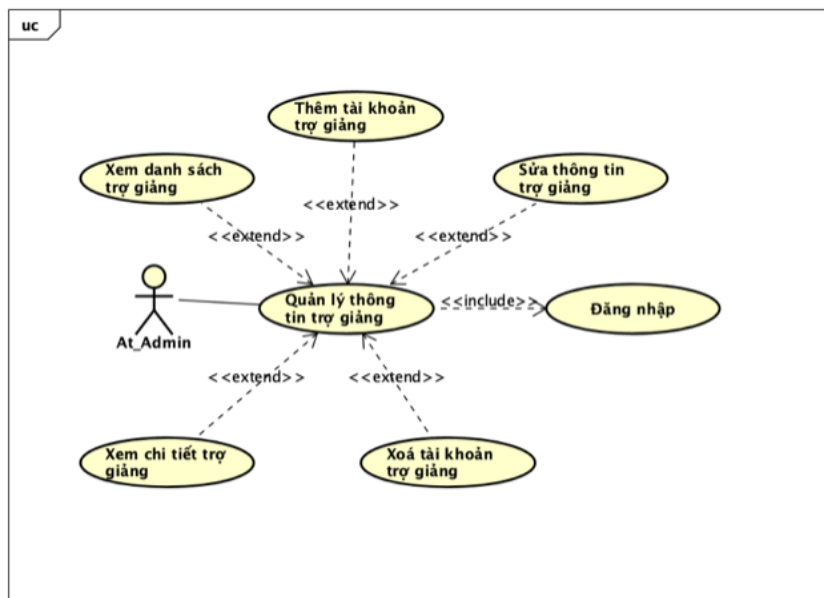 uc
Thêm tài khoản
trợ giảng
Xem danh sách
trợ giảng
Sửa thông tin
trợ giảng
<<extend>>
<<extend>>
<<extend>>
Quản lý thông
tin trợ giảng
<<include>>
Đăng nhập
At_Admin
<<extend>>
<<extend>>
Xem chi tiết trợ
giảng
Xoá tài khoản
trợ giảng